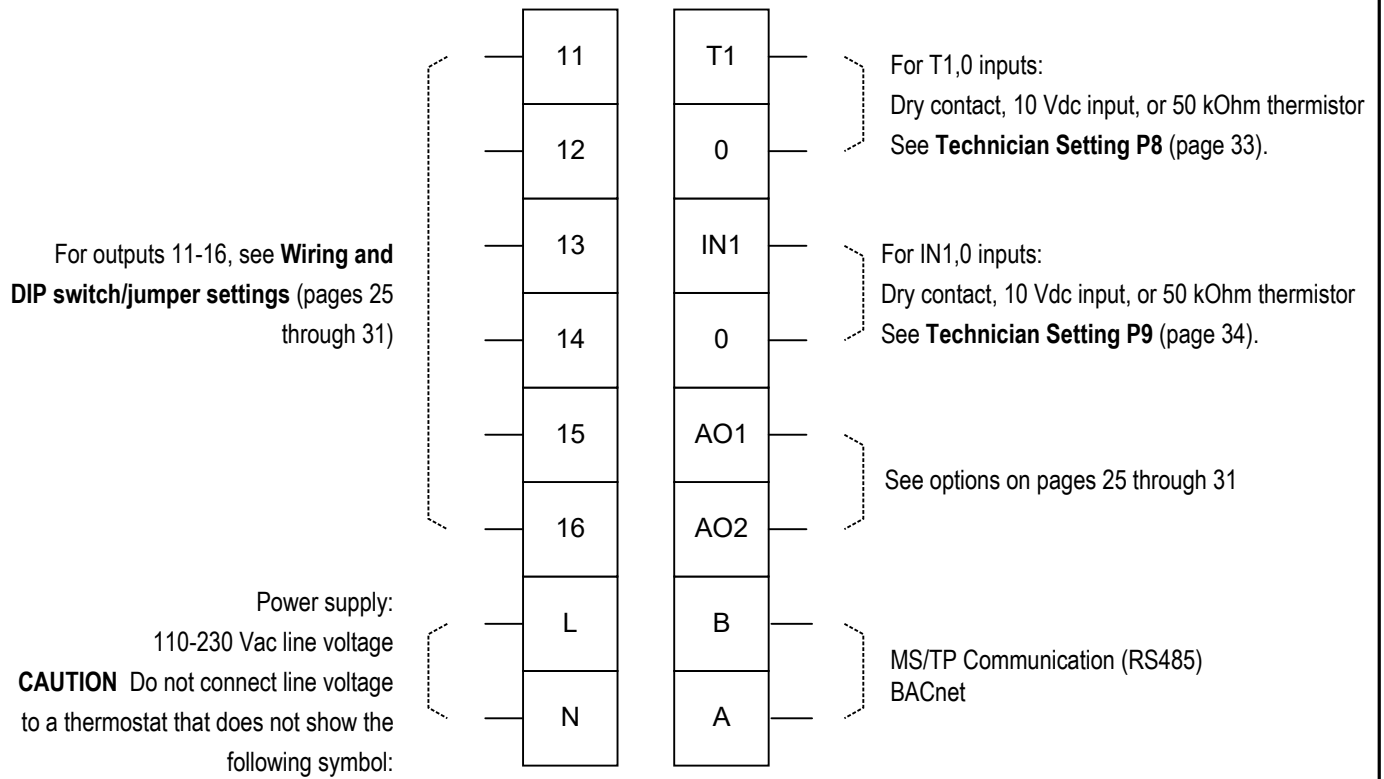 11
12
13
14
15
16
L
N
T1
0
IN1
0
AO1
AO2
B
A
For outputs 11-16, see Wiring and
DIP switch/jumper settings (pages 25
through 31)
Power supply:
110-230 Vac line voltage
CAUTION Do not connect line voltage
to a thermostat that does not show the
following symbol:
For T1,0 inputs:
Dry contact, 10 Vdc input, or 50 kOhm thermistor
See Technician Setting P8 (page 33).
For IN1,0 inputs:
Dry contact, 10 Vdc input, or 50 kOhm thermistor
See Technician Setting P9 (page 34).
See options on pages 25 through 31
MS/TP Communication (RS485)
BACnet